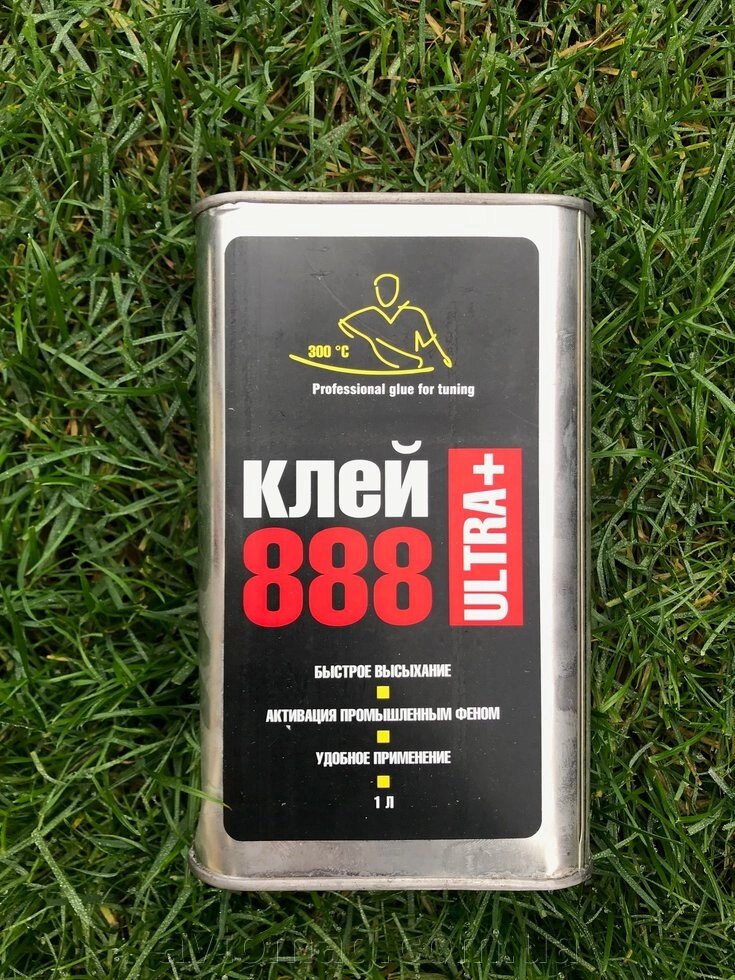 300 °C
Professional glue for tuning
клей
888
ULTRA+
БЫСТРОЕ ВЫСЫХАНИЕ
АКТИВАЦИЯ ПРОМЫШЛЕННЫМ ФЕНОМ
УДОБНОЕ ПРИМЕНЕНИЕ
1 Л